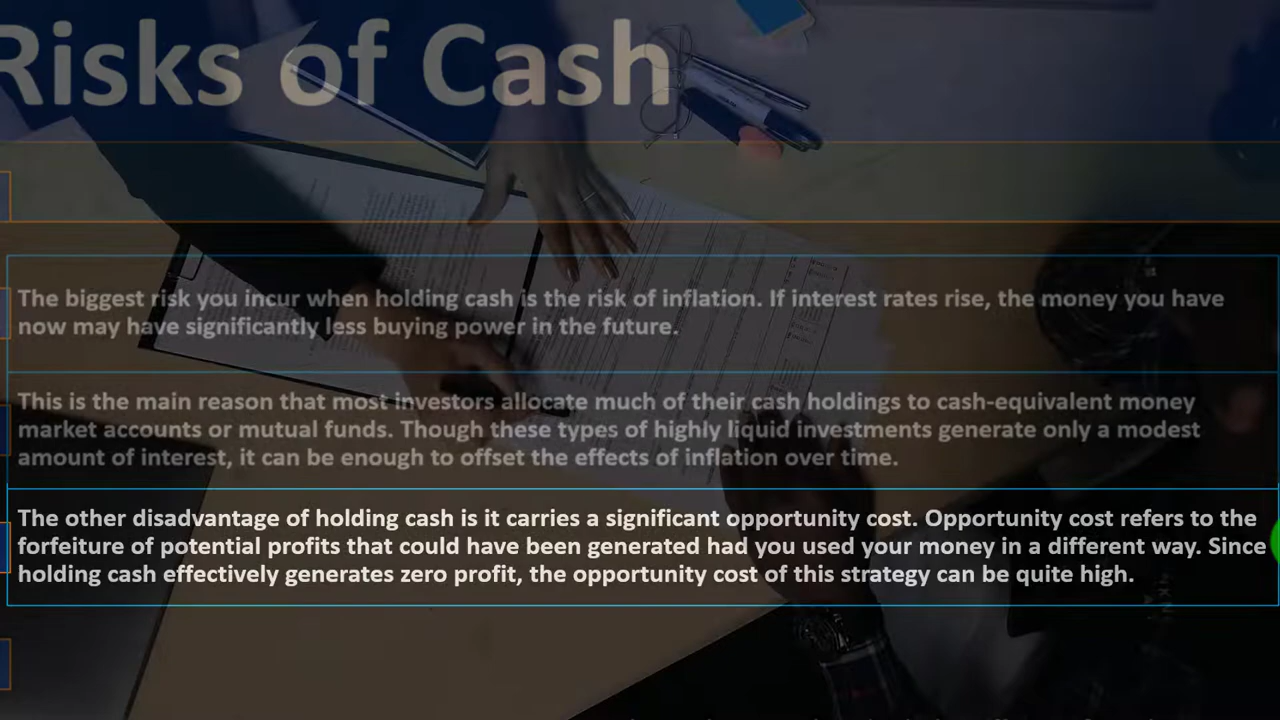 Risks of Cash
The biggest risk you incur when holding cash is the risk of inflation. If interest rates rise, the money you have
now may have significantly less buying power in the future.
This is the main reason that most investors allocate much of their cash holdings to cash-equivalent money
market accounts or mutual funds. Though these types of highly liquid investments generate only a modest
amount of interest, it can be enough to offset the effects of inflation over time.
The other disadvantage of holding cash is it carries a significant opportunity cost. Opportunity cost refers to the
forfeiture of potential profits that could have been generated had you used your money in a different way. Since
holding cash effectively generates zero profit, the opportunity cost of this strategy can be quite high.